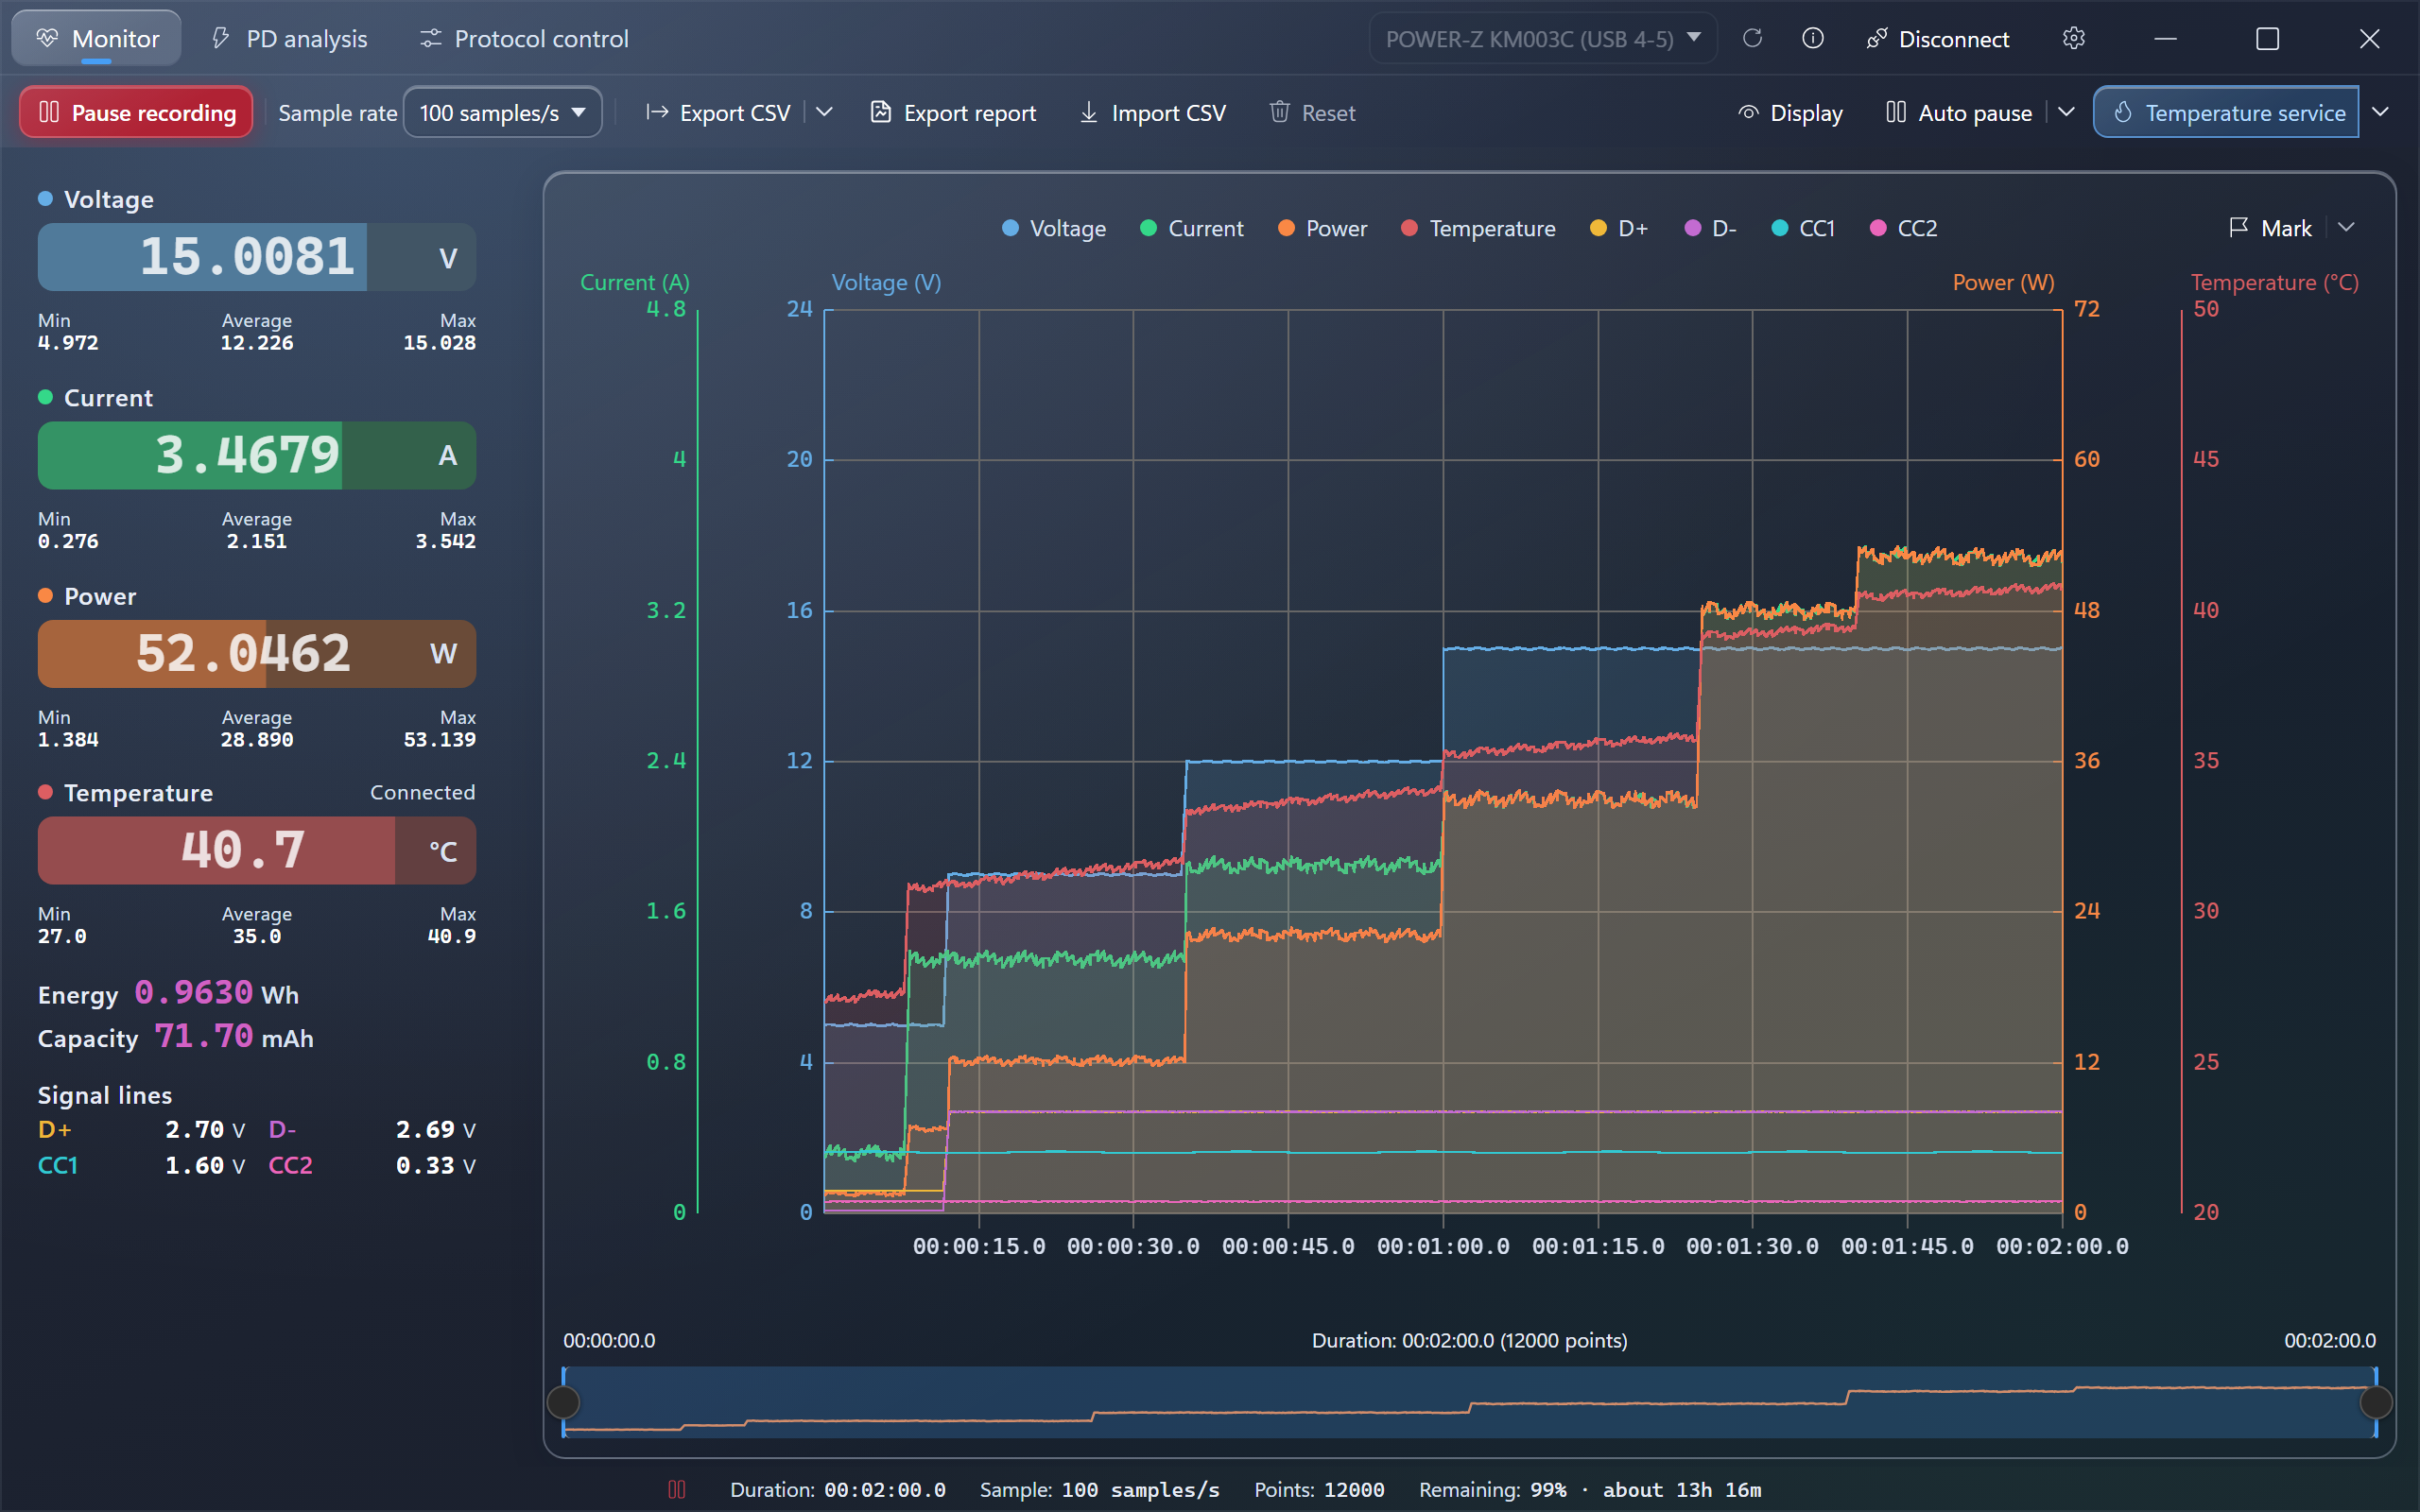 Monitor PD analysis Protocol control POWER-Z KM003C (USB 4-5) Disconnect
Pause recording Sample rate 100 samples/s Export CSV Export report Import CSV Reset Display Auto pause Temperature service
Voltage
15.0081 V
Min Average Max
4.972 12.226 15.028
Current
3.4679 A
Min Average Max
0.276 2.151 3.542
Power
52.0462 W
Min Average Max
1.384 28.890 53.139
Temperature Connected
40.7 °C
Min Average Max
27.0 35.0 40.9
Energy 0.9630 Wh
Capacity 71.70 mAh
Signal lines
D+ 2.70 V D- 2.69 V
CC1 1.60 V CC2 0.33 V
Voltage Current Power Temperature D+ D- CC1 CC2 Mark
Current (A) Voltage (V) Power (W) Temperature (°C)
4.8 24 72 50
4 20 60 45
3.2 16 48 40
2.4 12 36 35
1.6 8 24 30
0.8 4 12 25
0 0 0 20
00:00:15.0 00:00:30.0 00:00:45.0 00:01:00.0 00:01:15.0 00:01:30.0 00:01:45.0 00:02:00.0
00:00:00.0 Duration: 00:02:00.0 (12000 points) 00:02:00.0
Duration: 00:02:00.0 Sample: 100 samples/s Points: 12000 Remaining: 99% · about 13h 16m